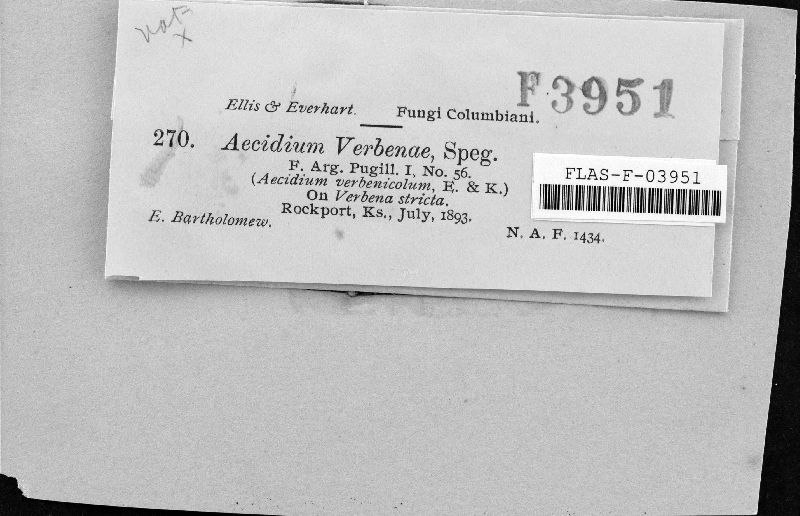 F3951
Ellis & Everhart. Fungi Columbiani.
270. Aecidium Verbenae, Speg.
F. Arg. Pugill. I, No. 56.
(Aecidium verbenicolum, E. & K.)
On Verbena stricta.
Rockport, Ks., July, 1893.
E. Bartholomew.
N. A. F. 1434.
FLAS-F-03951